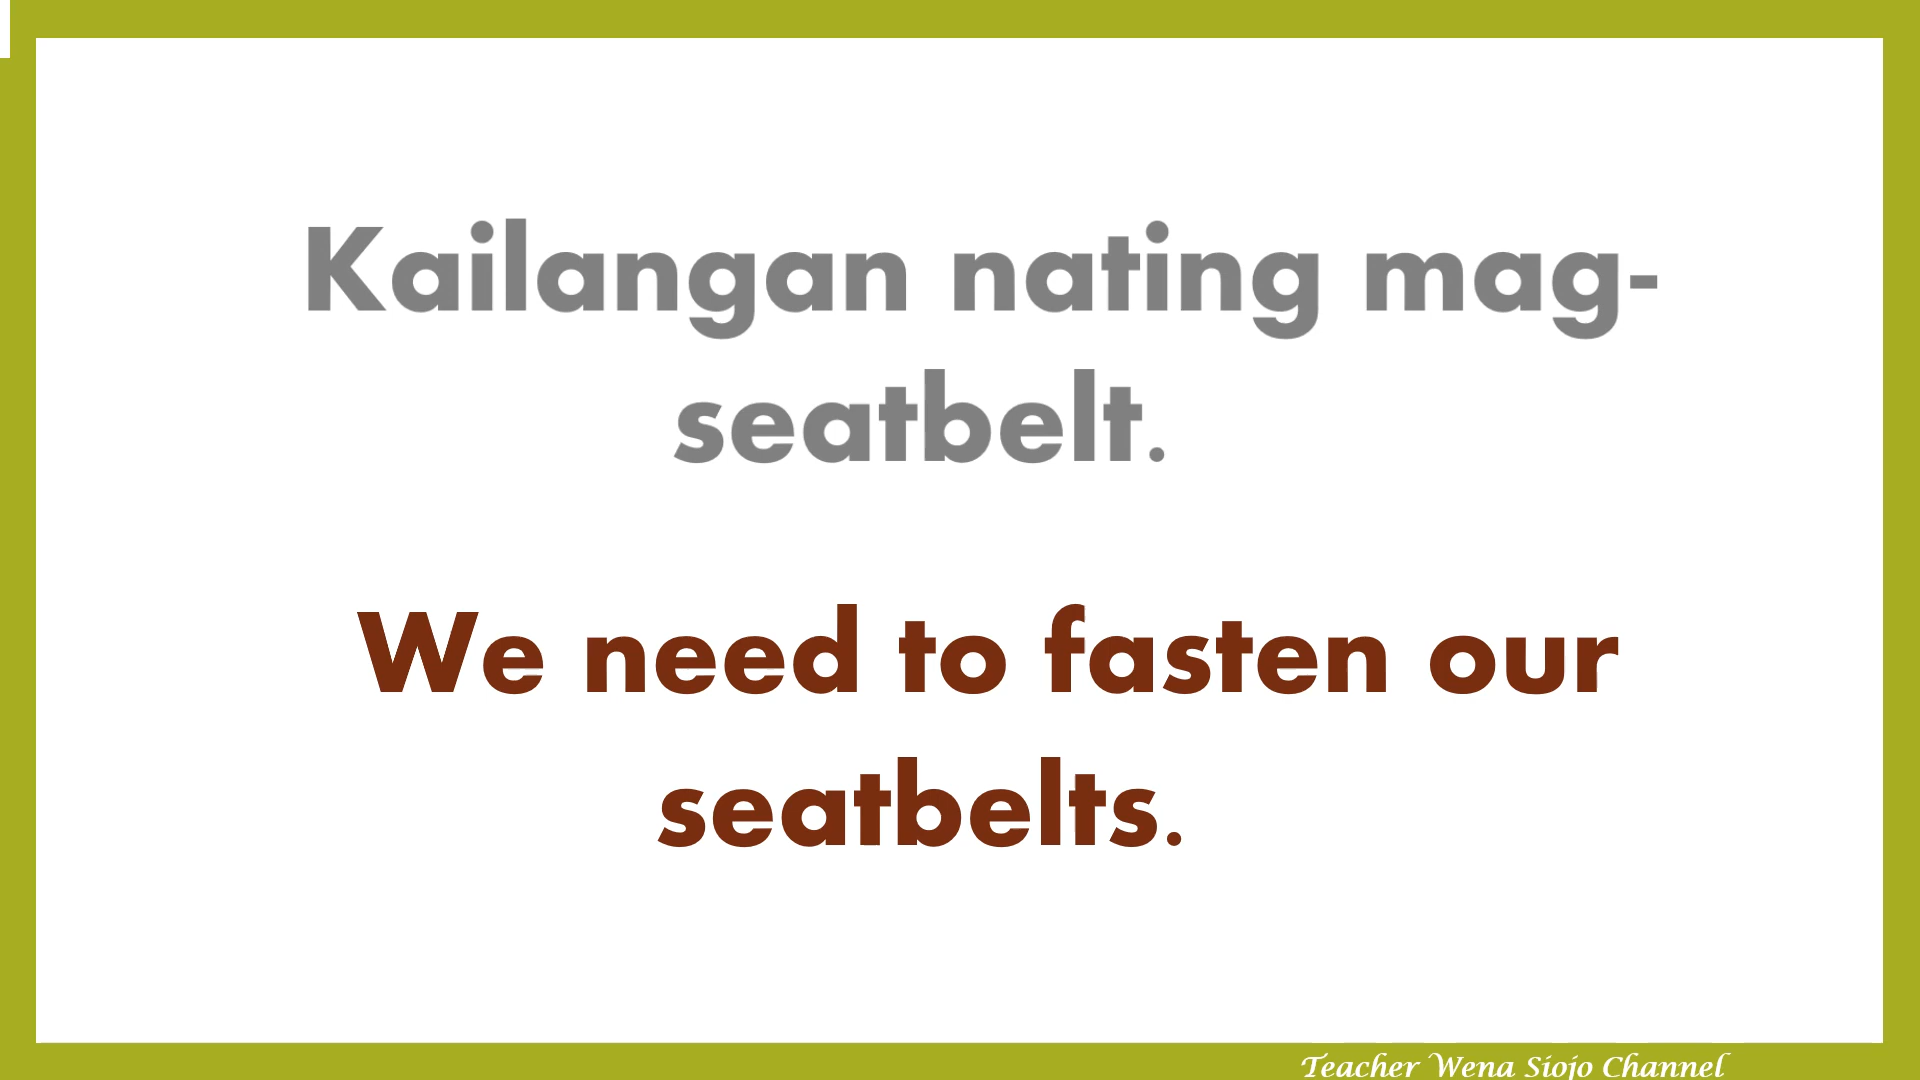 Kailangan nating mag-
seatbelt.
We need to fasten our
seatbelts.
Teacher Wena Siojo Channel